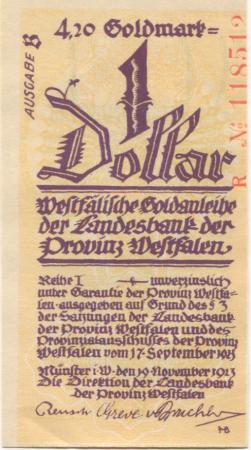 4,20 Goldmark=
AUSGABE B
1
Dollar
R № 118512
Westfälische Goldanleihe
der Landesbank der
Provinz Westfalen
Reihe I unverzinslich
unter Garantie der Provinz Westfa-
len ausgegeben auf Grund des § 3
der Satzungen der Landesbank
der Provinz Westfalen und des
Provinzialausschusses der Provinz
Westfalen vom 17. September 1923
Münster i·W· den 19·November 1923
Die Direktion der Landesbank
der Provinz Westfalen